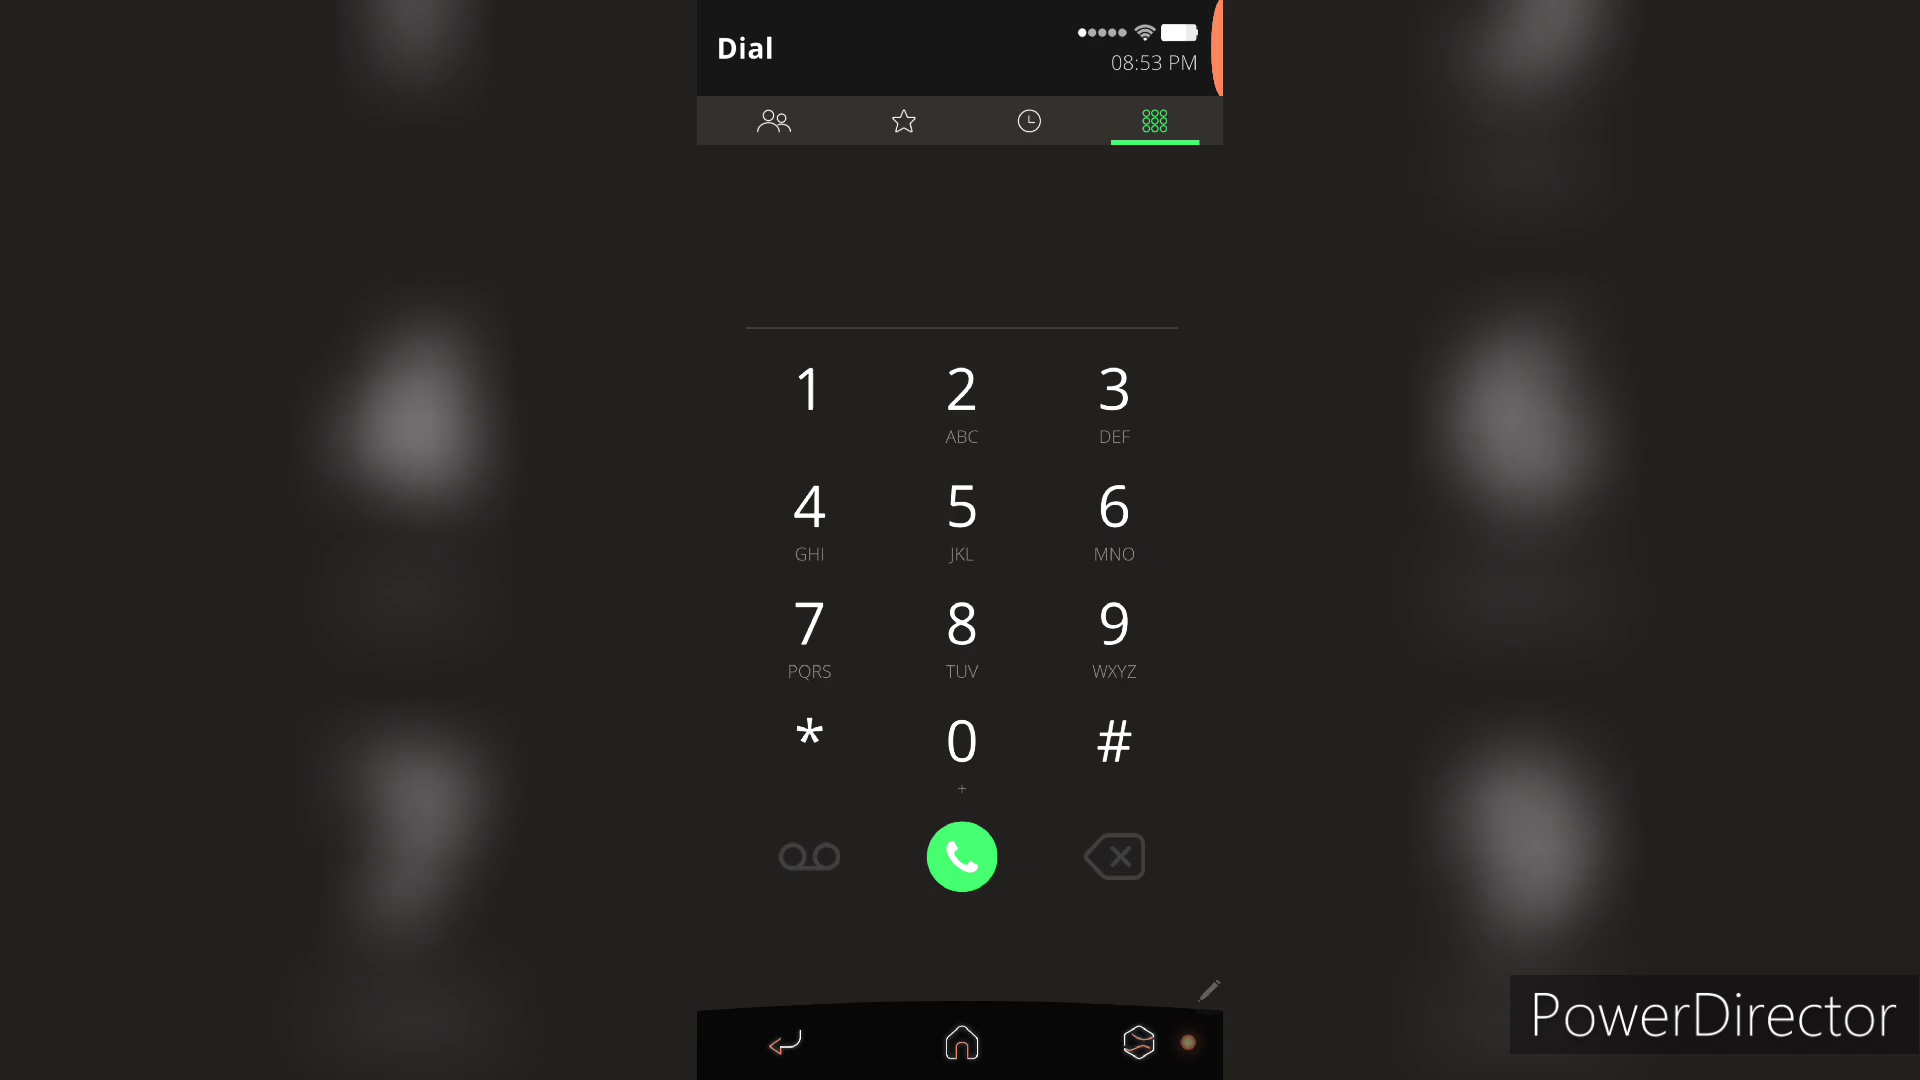 Dial
08:53 PM
1 2 3
ABC DEF
4 5 6
GHI JKL MNO
7 8 9
PQRS TUV WXYZ
* 0 #
+
PowerDirector